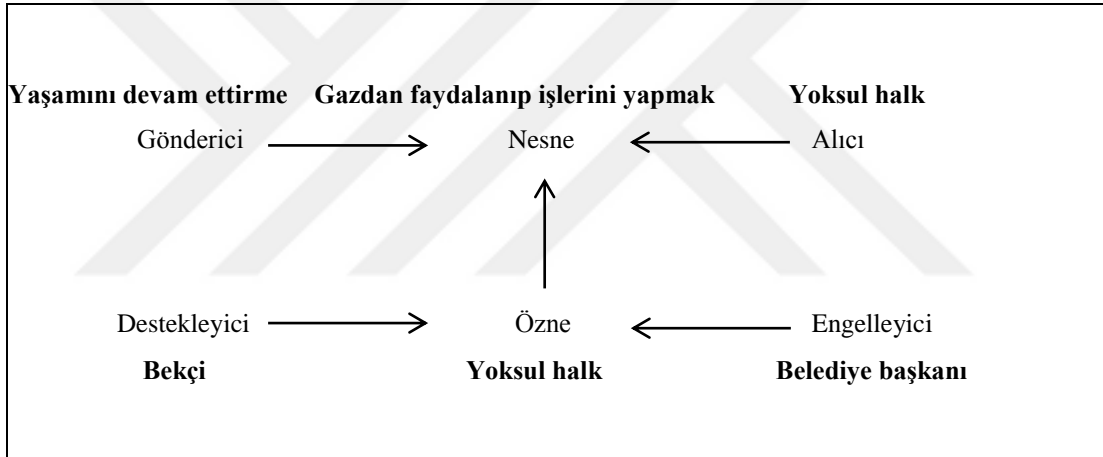 Yaşamını devam ettirme Gazdan faydalanıp işlerini yapmak Yoksul halk
Gönderici Nesne Alıcı
Destekleyici Özne Engelleyici
Bekçi Yoksul halk Belediye başkanı